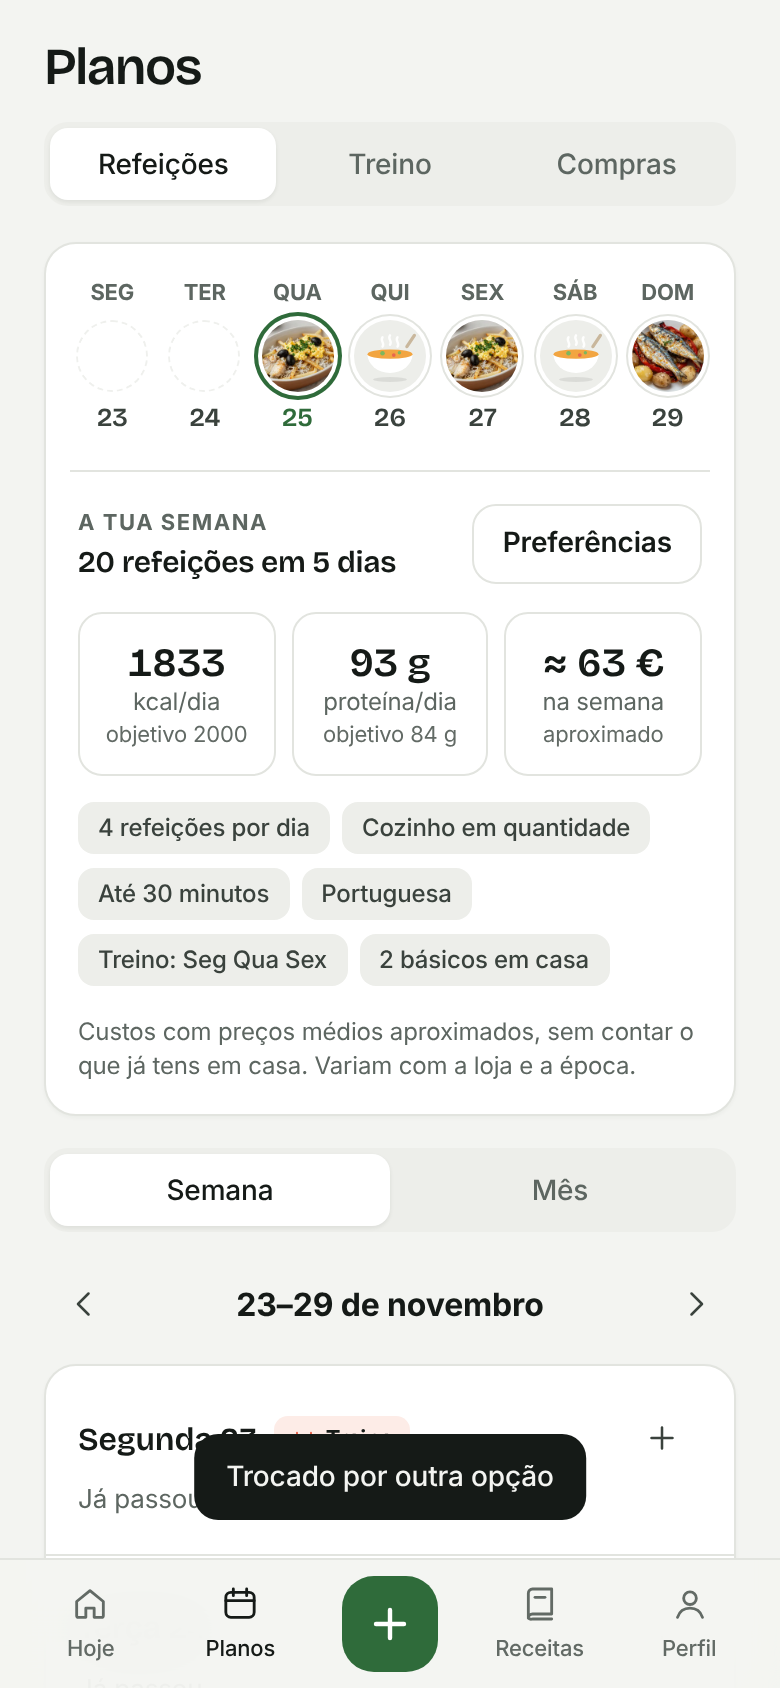 Planos
Refeições Treino Compras
SEG TER QUA QUI SEX SÁB DOM
23 24 25 26 27 28 29
A TUA SEMANA
20 refeições em 5 dias
Preferências
1833 93 g ≈ 63 €
kcal/dia proteína/dia na semana
objetivo 2000 objetivo 84 g aproximado
4 refeições por dia Cozinho em quantidade
Até 30 minutos Portuguesa
Treino: Seg Qua Sex 2 básicos em casa
Custos com preços médios aproximados, sem contar o
que já tens em casa. Variam com a loja e a época.
Semana Mês
23–29 de novembro
Segunda 23
Já passou
Trocado por outra opção
Hoje Planos Receitas Perfil